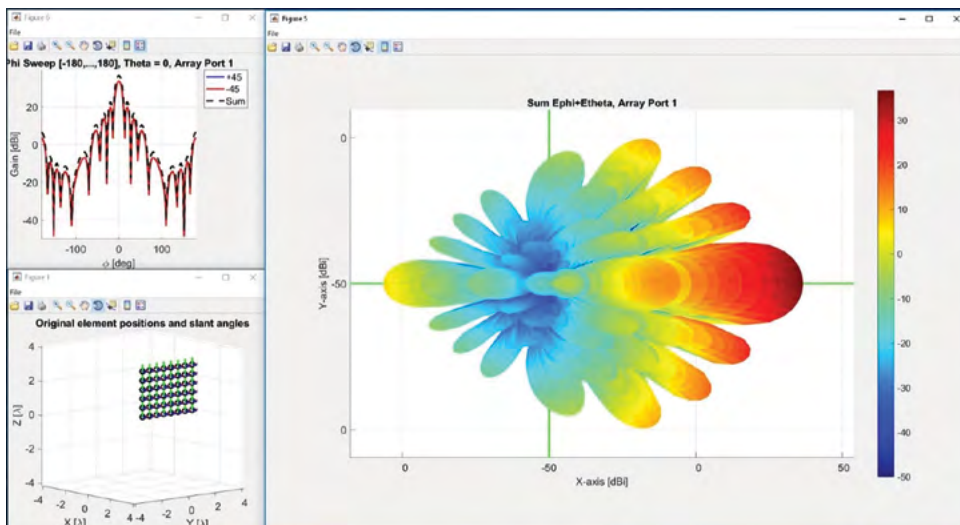 Figure 6
File
Phi Sweep [-180,...,180], Theta = 0, Array Port 1
+45
-45
Sum
Gain [dBi]
20
0
-20
-40
-100
0
100
ϕ [deg]
Figure 1
File
Original element positions and slant angles
Z [λ]
4
2
0
-2
-4
-4
-2
0
2
4
X [λ]
-4
-2
0
2
4
Y [λ]
Figure 5
File
Sum Ephi+Etheta, Array Port 1
Y-axis [dBi]
0
-50
0
0
-50
0
50
X-axis [dBi]
30
20
10
0
-10
-20
-30
-40
-50